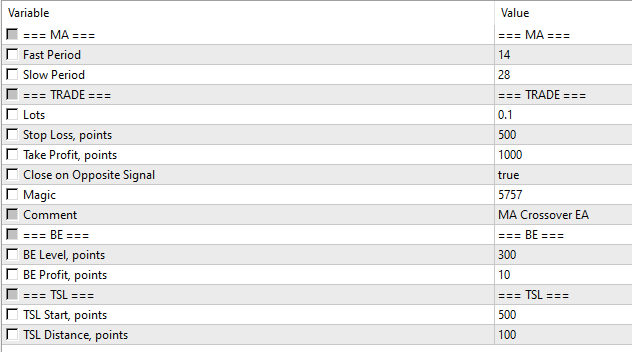 Variable Value
=== MA === === MA ===
Fast Period 14
Slow Period 28
=== TRADE === === TRADE ===
Lots 0.1
Stop Loss, points 500
Take Profit, points 1000
Close on Opposite Signal true
Magic 5757
Comment MA Crossover EA
=== BE === === BE ===
BE Level, points 300
BE Profit, points 10
=== TSL === === TSL ===
TSL Start, points 500
TSL Distance, points 100